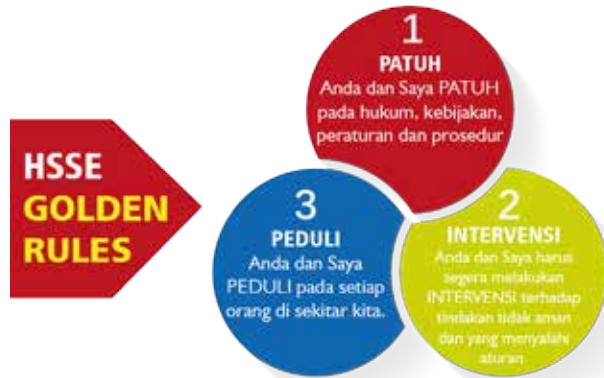 HSSE
GOLDEN
RULES
1
PATUH
Anda dan Saya PATUH
pada hukum, kebijakan,
peraturan dan prosedur
2
INTERVENSI
Anda dan Saya harus
segera melakukan
INTERVENSI terhadap
tindakan tidak aman
dan yang menyalahi
aturan
3
PEDULI
Anda dan Saya
PEDULI pada setiap
orang di sekitar kita.